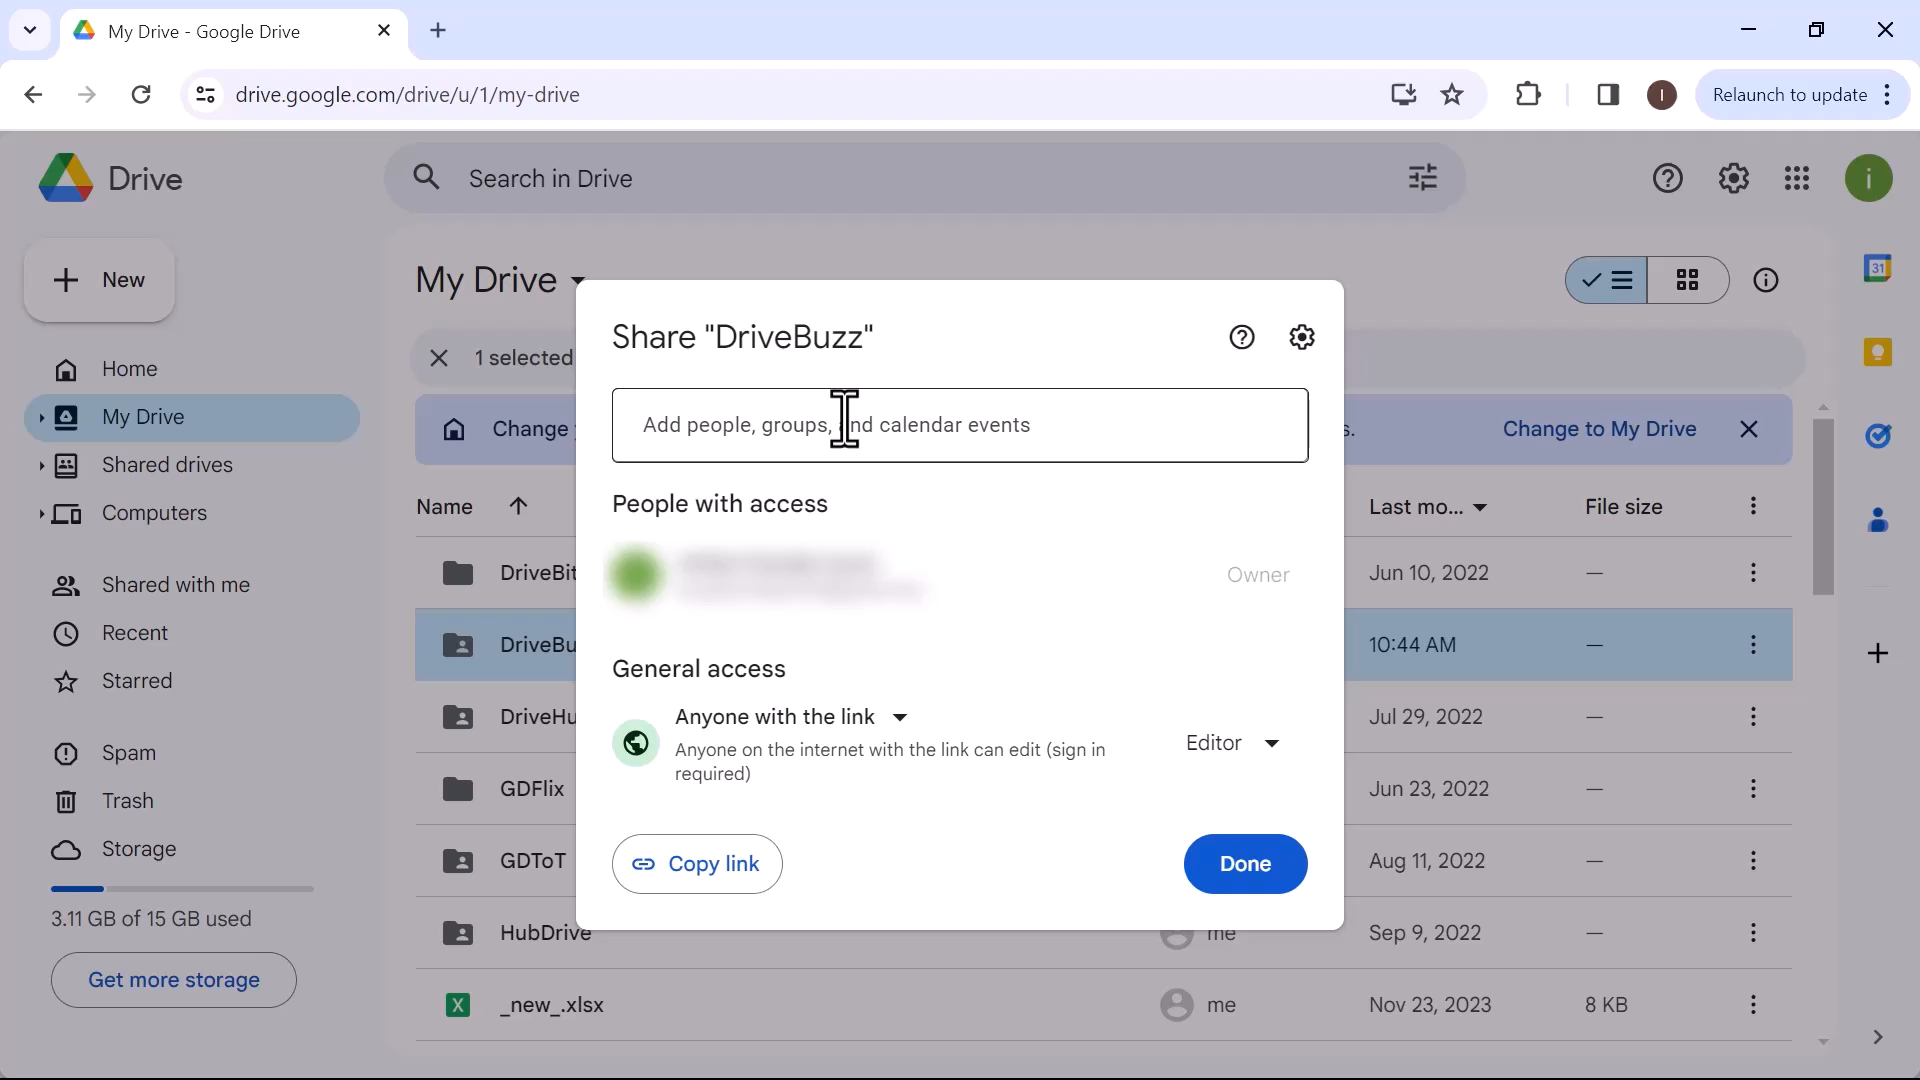 My Drive - Google Drive
drive.google.com/drive/u/1/my-drive
I
Relaunch to update
Drive
Search in Drive
i
New
Home
My Drive
Shared drives
Computers
Shared with me
Recent
Starred
Spam
Trash
Storage
3.11 GB of 15 GB used
Get more storage
My Drive
1 selected
Change
s.
Change to My Drive
Name
Last mo...
File size
DriveBit
Jun 10, 2022
—
DriveBu
10:44 AM
—
DriveHu
Jul 29, 2022
—
GDFlix
Jun 23, 2022
—
GDToT
Aug 11, 2022
—
HubDrive
me
Sep 9, 2022
—
X
_new_.xlsx
me
Nov 23, 2023
8 KB
Share "DriveBuzz"
Add people, groups, and calendar events
People with access
Owner
General access
Anyone with the link
Anyone on the internet with the link can edit (sign in
required)
Editor
Copy link
Done
31